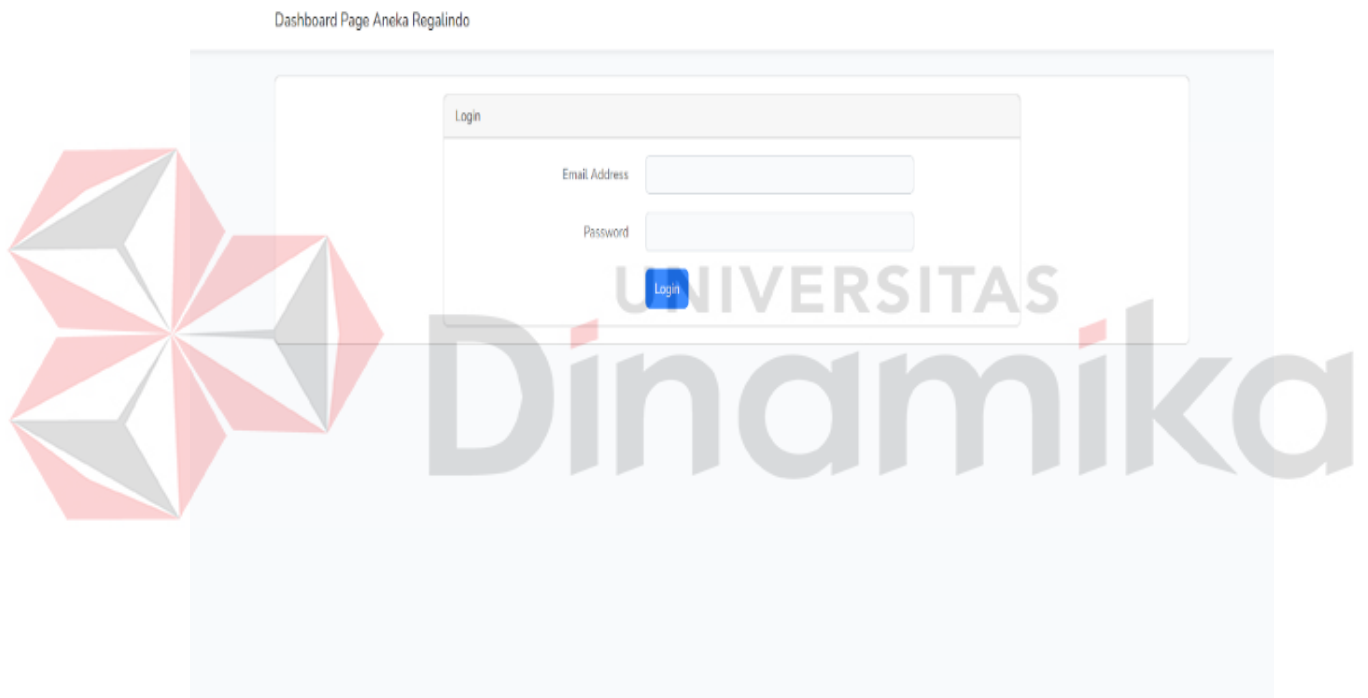 Dashboard Page Aneka Regalindo
Login
Email Address
Password
Login
UNIVERSITAS
Dinamika